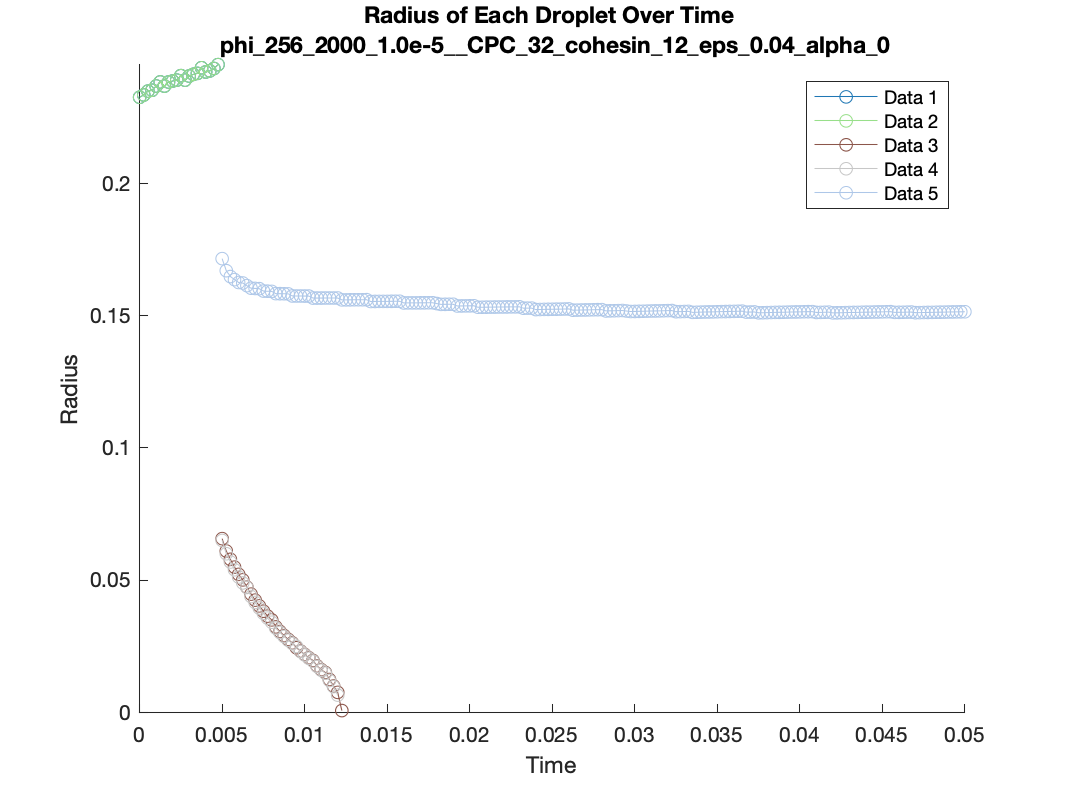 Radius of Each Droplet Over Time
phi_256_2000_1.0e-5__CPC_32_cohesin_12_eps_0.04_alpha_0
Data 1
Data 2
Data 3
Data 4
Data 5
0.2
0.15
0.1
0.05
0
Radius
0 0.005 0.01 0.015 0.02 0.025 0.03 0.035 0.04 0.045 0.05
Time